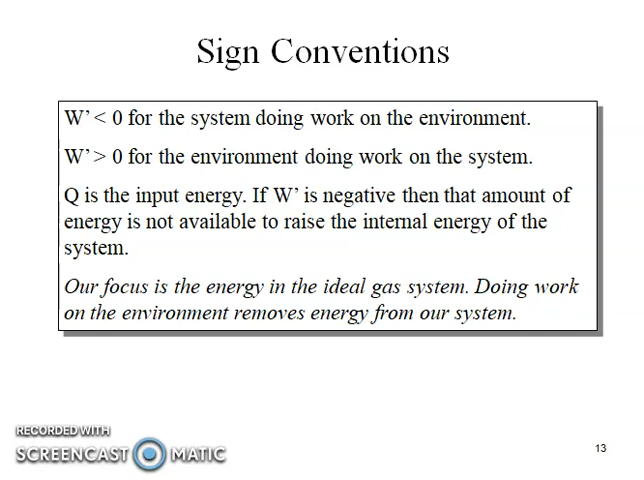 Sign Conventions
W’ < 0 for the system doing work on the environment.
W’ > 0 for the environment doing work on the system.
Q is the input energy. If W’ is negative then that amount of
energy is not available to raise the internal energy of the
system.
Our focus is the energy in the ideal gas system. Doing work
on the environment removes energy from our system.
RECORDED WITH
SCREENCAST MATIC
13